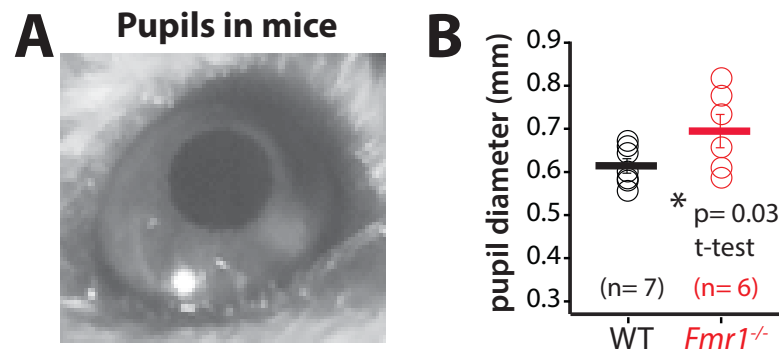 A
Pupils in mice
B
pupil diameter (mm)
0.9
0.8
0.7
0.6
0.5
0.4
0.3
* p= 0.03
t-test
(n= 7)
(n= 6)
WT
Fmr1-/-